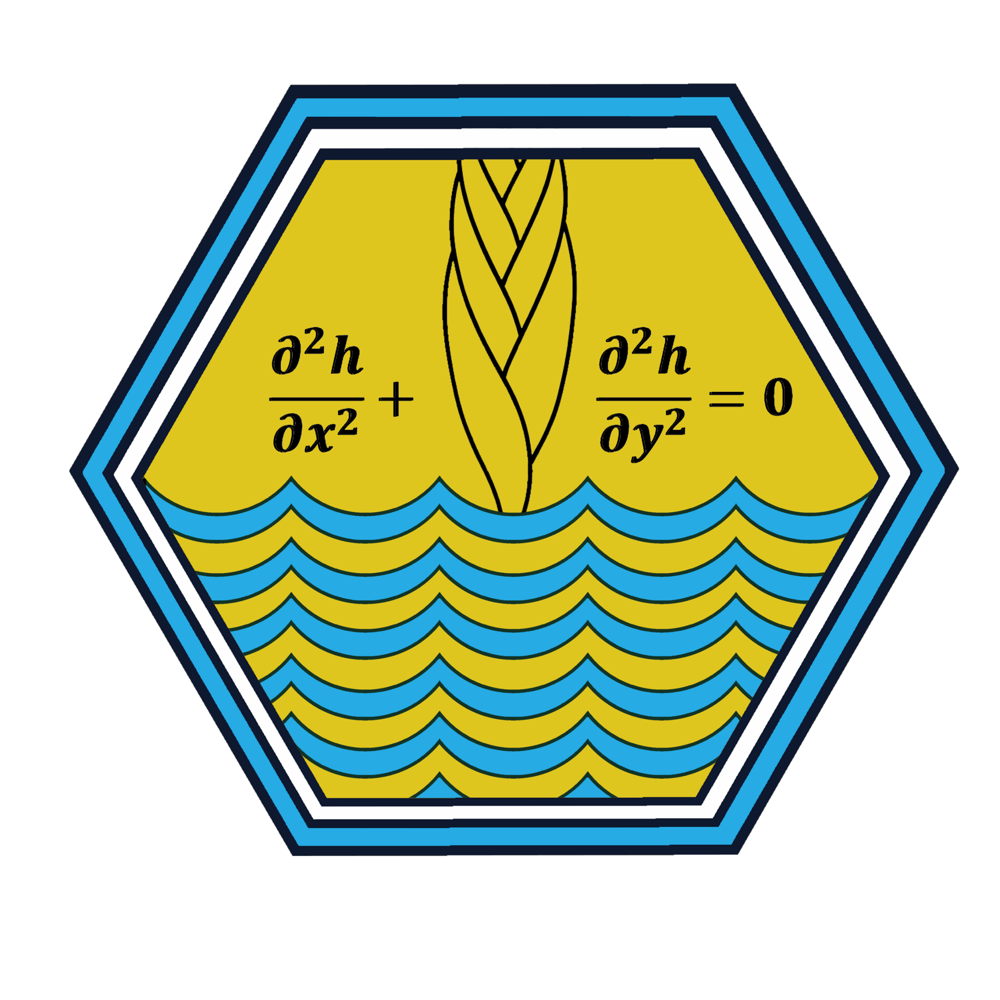 ∂²h/∂x² + ∂²h/∂y² = 0